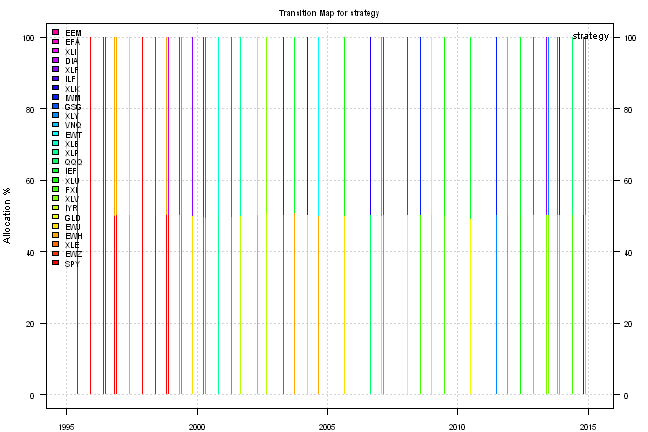 Transition Map for strategy
strategy
EEM
EFA
XLI
DIA
XLF
ILF
XLK
IWM
GSG
XLY
VNQ
EWT
XLB
XLP
QQQ
IEF
XLU
FXI
XLV
IYR
GLD
EWJ
EWH
XLE
EWZ
SPY
Allocation %
100
80
60
40
20
0
100
80
60
40
20
0
1995
2000
2005
2010
2015